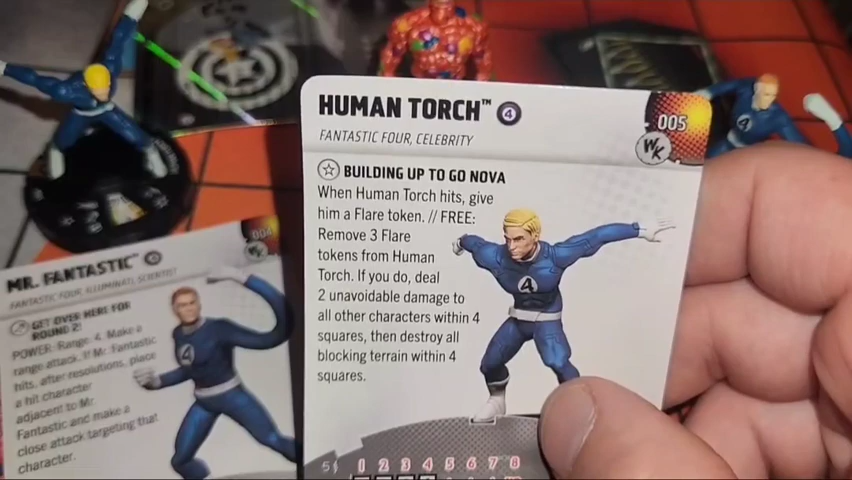 HUMAN TORCH™ 4
005
WK
FANTASTIC FOUR, CELEBRITY
BUILDING UP TO GO NOVA
When Human Torch hits, give
him a Flare token. // FREE:
Remove 3 Flare
tokens from Human
Torch. If you do, deal
2 unavoidable damage to
all other characters within 4
squares, then destroy all
blocking terrain within 4
squares.
4
5
1 2 3 4 5 6 7 8
MR. FANTASTIC™
004
WK
FANTASTIC FOUR, ILLUMINATI, SCIENTIST
GET OVER HERE FOR
ROUND 2!
POWER: Range 4. Make a
range attack. If Mr. Fantastic
hits, after resolutions, place
a hit character
adjacent to Mr.
Fantastic and make a
close attack targeting that
character.
4
4